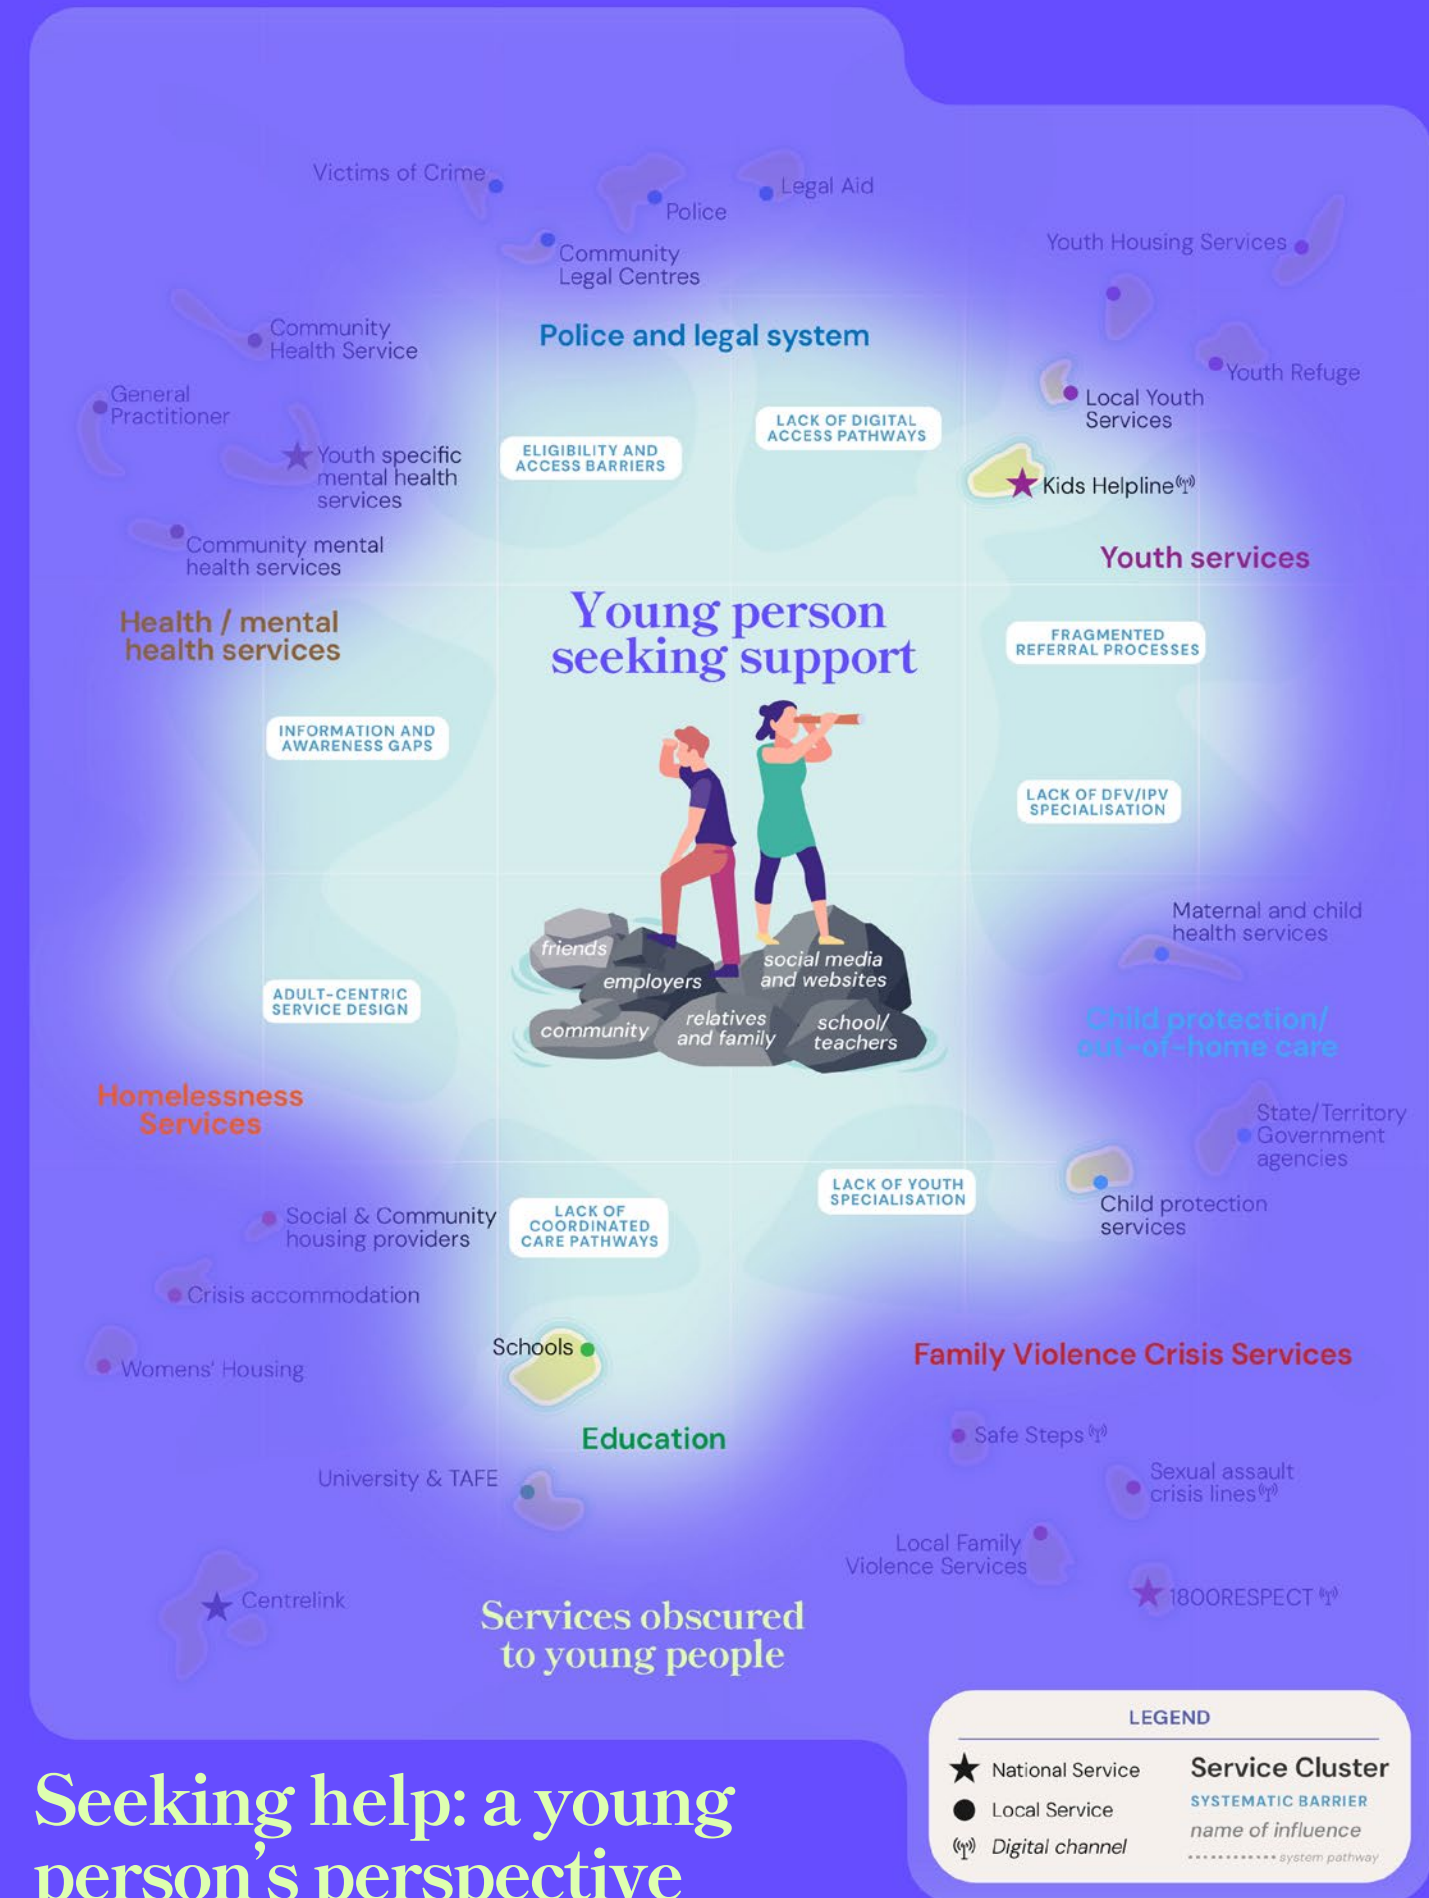 Victims of Crime
Police
Legal Aid
Community
Legal Centres
Youth Housing Services
Community
Health Service
Police and legal system
General
Practitioner
Youth Refuge
Local Youth
Services
LACK OF DIGITAL
ACCESS PATHWAYS
ELIGIBILITY AND
ACCESS BARRIERS
Youth specific
mental health
services
Kids Helpline
Community mental
health services
Youth services
Health / mental
health services
Young person
seeking support
FRAGMENTED
REFERRAL PROCESSES
INFORMATION AND
AWARENESS GAPS
LACK OF DFV/IPV
SPECIALISATION
Maternal and child
health services
friends
employers
social media
and websites
community
relatives
and family
school/
teachers
ADULT-CENTRIC
SERVICE DESIGN
Child protection/
out-of-home care
Homelessness
Services
State/Territory
Government
agencies
LACK OF YOUTH
SPECIALISATION
Child protection
services
Social & Community
housing providers
LACK OF
COORDINATED
CARE PATHWAYS
Crisis accommodation
Schools
Womens' Housing
Family Violence Crisis Services
Education
Safe Steps
University & TAFE
Sexual assault
crisis lines
Local Family
Violence Services
1800RESPECT
Centrelink
Services obscured
to young people
LEGEND
National Service
Local Service
Digital channel
Service Cluster
SYSTEMATIC BARRIER
name of influence
system pathway
Seeking help: a young
person's perspective